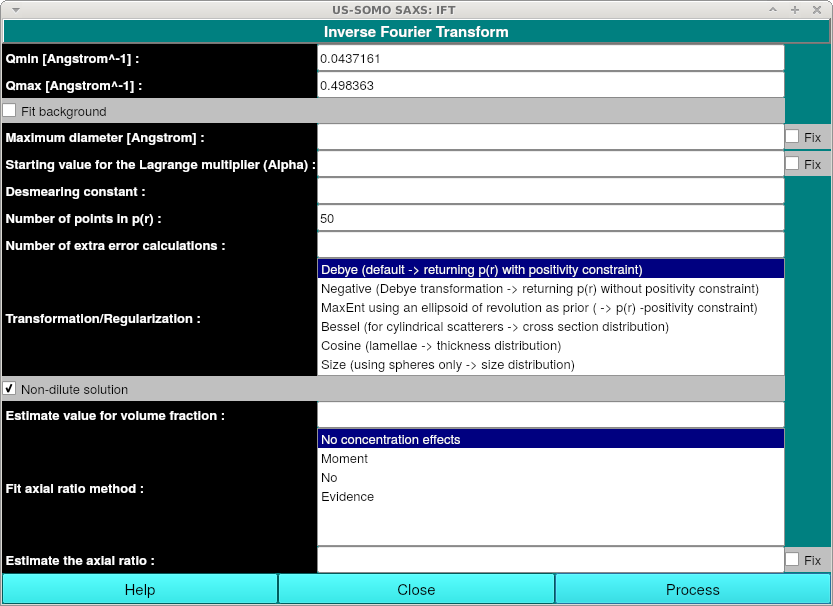 US-SOMO SAXS: IFT
Inverse Fourier Transform
Qmin [Angstrom^-1] : 0.0437161
Qmax [Angstrom^-1] : 0.498363
Fit background
Maximum diameter [Angstrom] : Fix
Starting value for the Lagrange multiplier (Alpha) : Fix
Desmearing constant :
Number of points in p(r) : 50
Number of extra error calculations :
Transformation/Regularization :
Debye (default -> returning p(r) with positivity constraint)
Negative (Debye transformation -> returning p(r) without positivity constraint)
MaxEnt using an ellipsoid of revolution as prior ( -> p(r) -positivity constraint)
Bessel (for cylindrical scatterers -> cross section distribution)
Cosine (lamellae -> thickness distribution)
Size (using spheres only -> size distribution)
Non-dilute solution
Estimate value for volume fraction :
Fit axial ratio method :
No concentration effects
Moment
No
Evidence
Estimate the axial ratio : Fix
Help Close Process